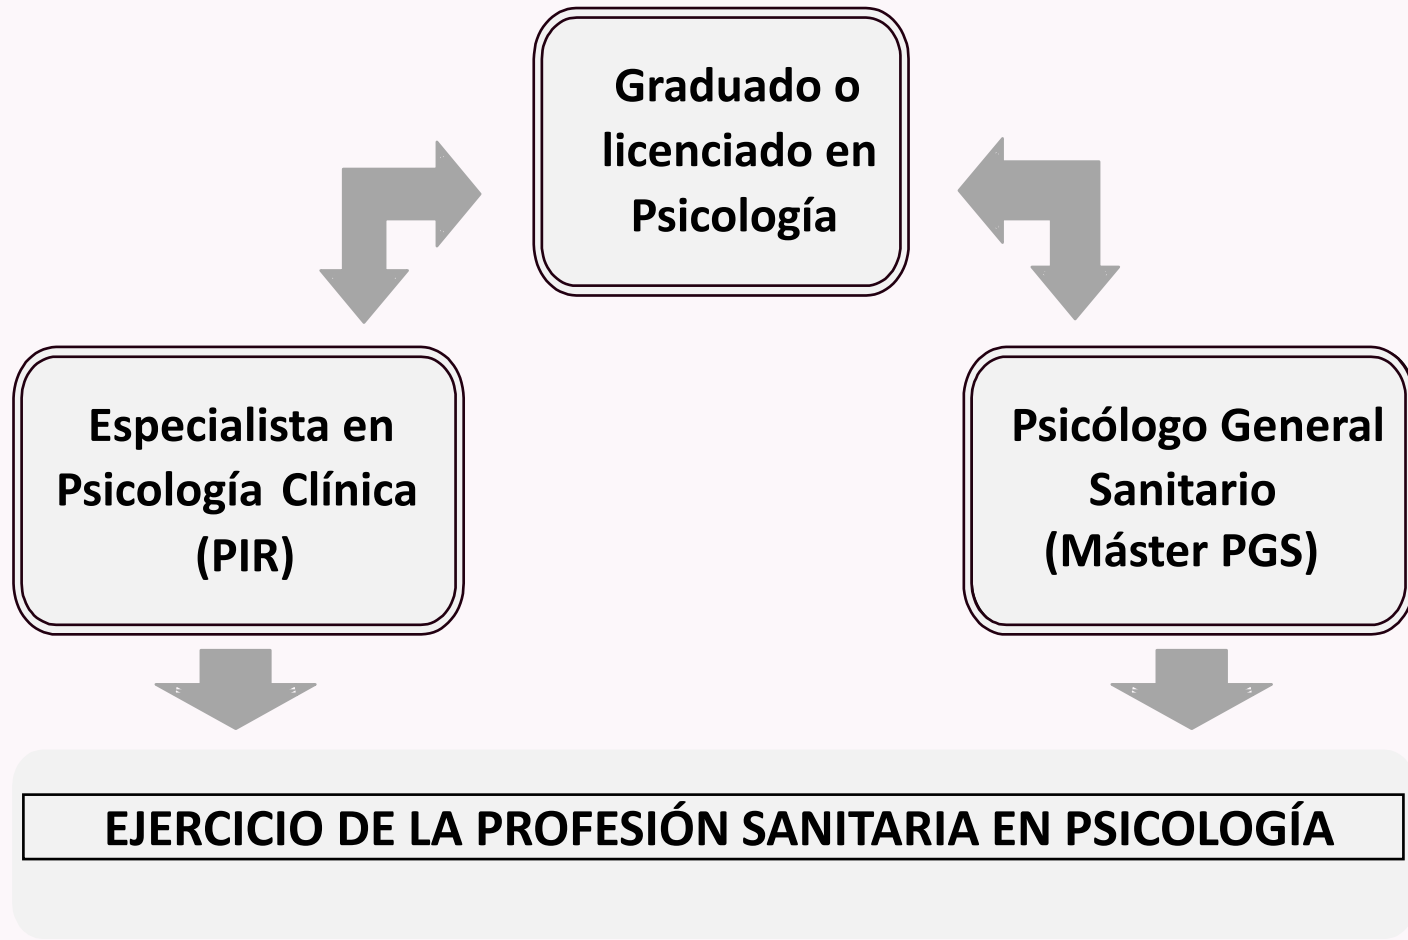 Graduado o
licenciado en
Psicología
Especialista en
Psicología Clínica
(PIR)
Psicólogo General
Sanitario
(Máster PGS)
EJERCICIO DE LA PROFESIÓN SANITARIA EN PSICOLOGÍA